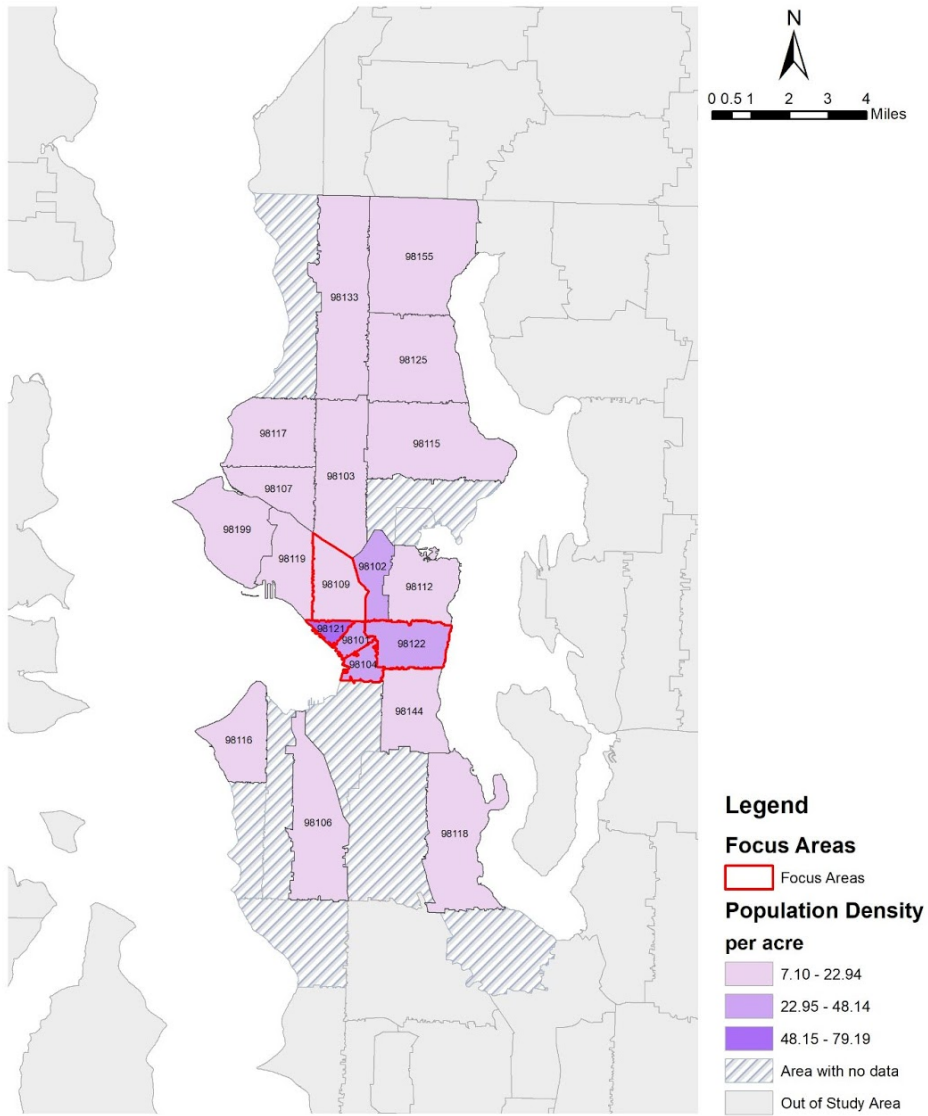 N
0 0.5 1 2 3 4
Miles
98155
98133
98125
98117
98115
98103
98107
98199
98119
98102
98109
98112
98121
98101
98122
98104
98144
98116
98106
98118
Legend
Focus Areas
Focus Areas
Population Density
per acre
7.10 - 22.94
22.95 - 48.14
48.15 - 79.19
Area with no data
Out of Study Area